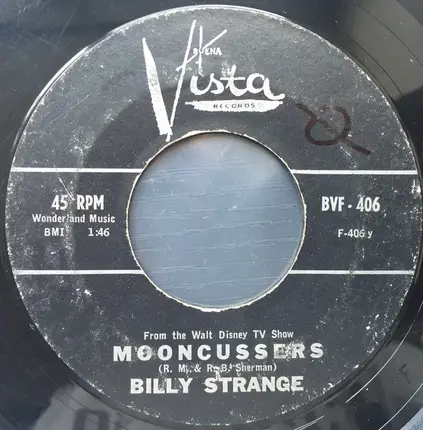 BUENA
Vista
RECORDS
45 RPM
Wonderland Music
BMI 1:46
BVF - 406
F-406 y
From the Walt Disney TV Show
MOONCUSSERS
(R. M. & R. B. Sherman)
BILLY STRANGE